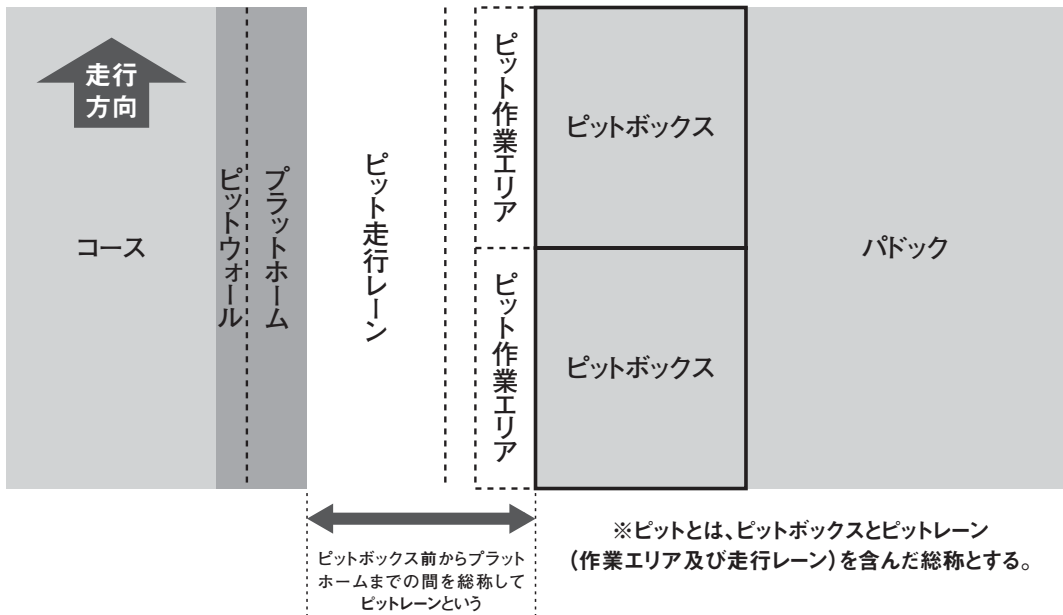 走行
方向
コース
ピットウォール
プラットホーム
ピット走行レーン
ピット作業エリア
ピット作業エリア
ピットボックス
ピットボックス
パドック
ピットボックス前からプラット
ホームまでの間を総称して
ピットレーンという
※ピットとは、ピットボックスとピットレーン
（作業エリア及び走行レーン）を含んだ総称とする。